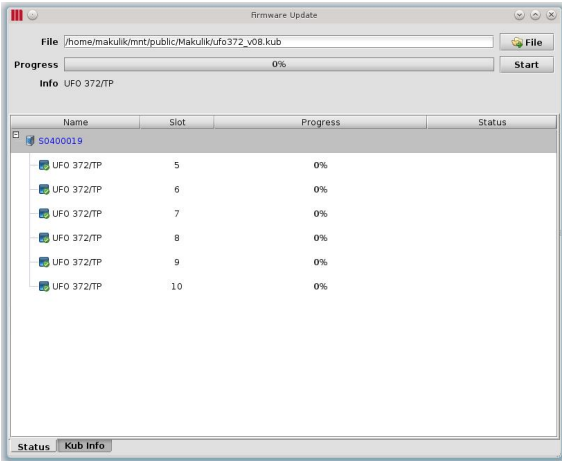 Firmware Update
File /home/makulik/mnt/public/Makulik/ufo372_v08.kub File
Progress 0% Start
Info UFO 372/TP
Name Slot Progress Status
S0400019
UFO 372/TP 5 0%
UFO 372/TP 6 0%
UFO 372/TP 7 0%
UFO 372/TP 8 0%
UFO 372/TP 9 0%
UFO 372/TP 10 0%
Status Kub Info